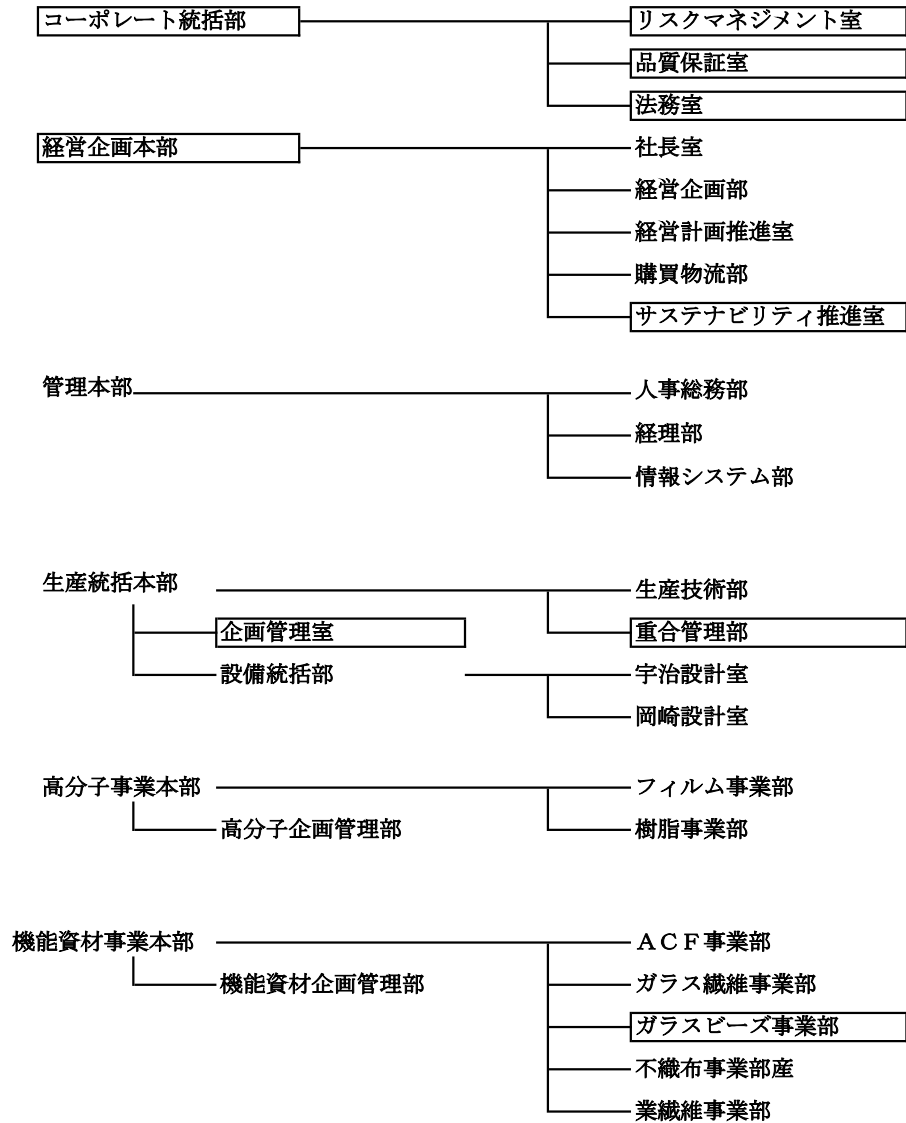 コーポレート統括部
リスクマネジメント室
品質保証室
法務室
経営企画本部
社長室
経営企画部
経営計画推進室
購買物流部
サステナビリティ推進室
管理本部
人事総務部
経理部
情報システム部
生産統括本部
生産技術部
企画管理室
重合管理部
設備統括部
宇治設計室
岡崎設計室
高分子事業本部
フィルム事業部
高分子企画管理部
樹脂事業部
機能資材事業本部
ACF事業部
機能資材企画管理部
ガラス繊維事業部
ガラスビーズ事業部
不織布事業部産
業繊維事業部